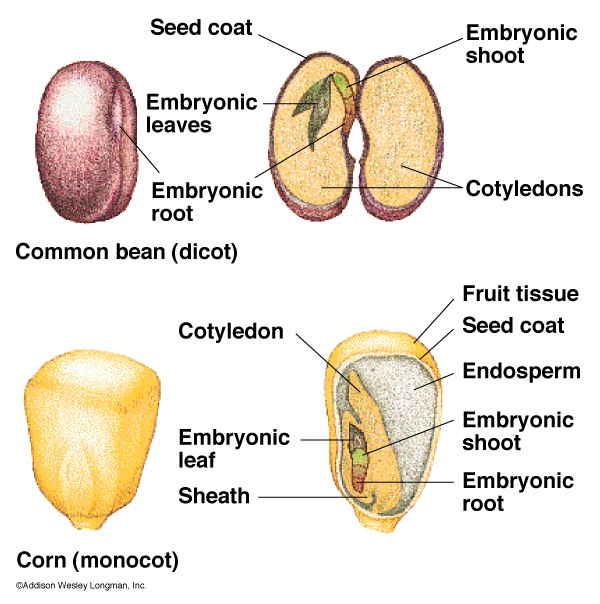 Seed coat
Embryonic
shoot
Embryonic
leaves
Embryonic
root
Cotyledons
Common bean (dicot)
Fruit tissue
Seed coat
Cotyledon
Endosperm
Embryonic
shoot
Embryonic
leaf
Embryonic
root
Sheath
Corn (monocot)
©Addison Wesley Longman, Inc.